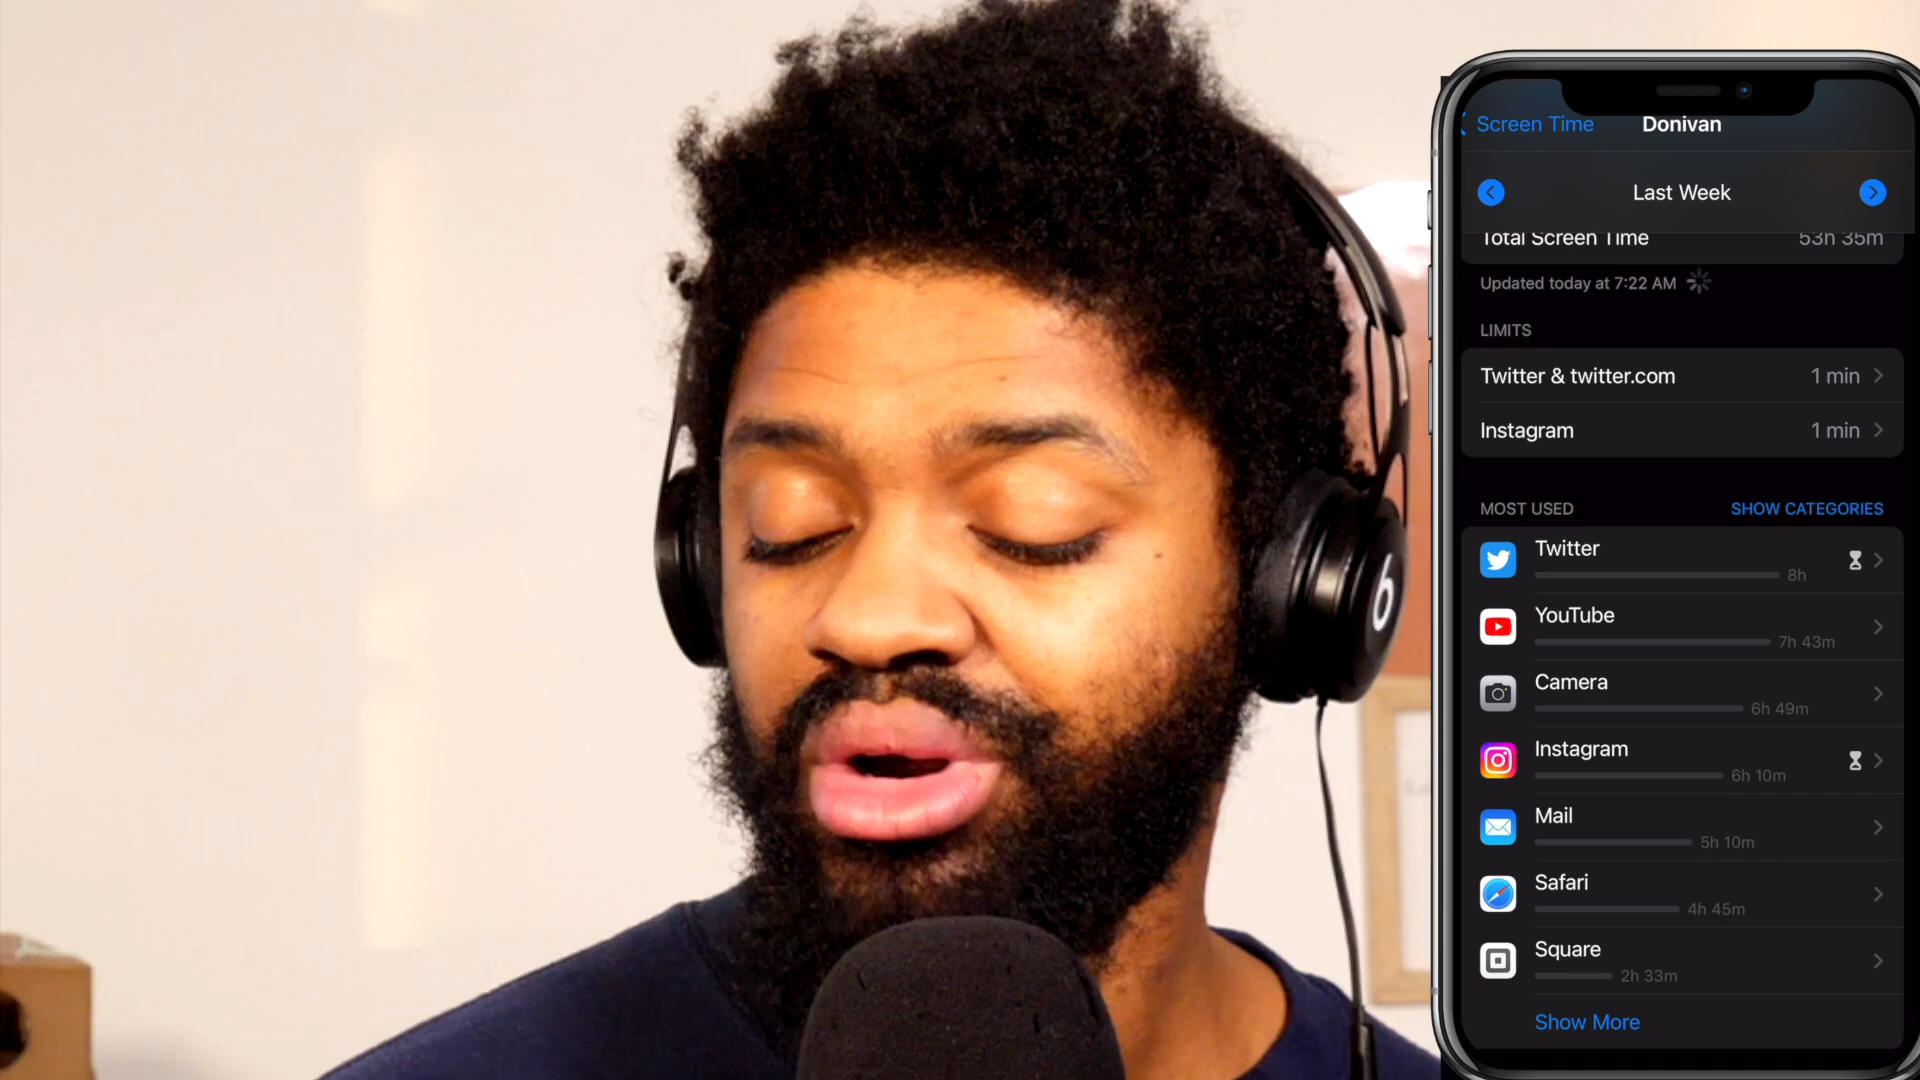 Screen Time Donivan
Last Week
Total Screen Time 53h 35m
Updated today at 7:22 AM
LIMITS
Twitter & twitter.com 1 min
Instagram 1 min
MOST USED SHOW CATEGORIES
Twitter
8h
YouTube
7h 43m
Camera
6h 49m
Instagram
6h 10m
Mail
5h 10m
Safari
4h 45m
Square
2h 33m
Show More